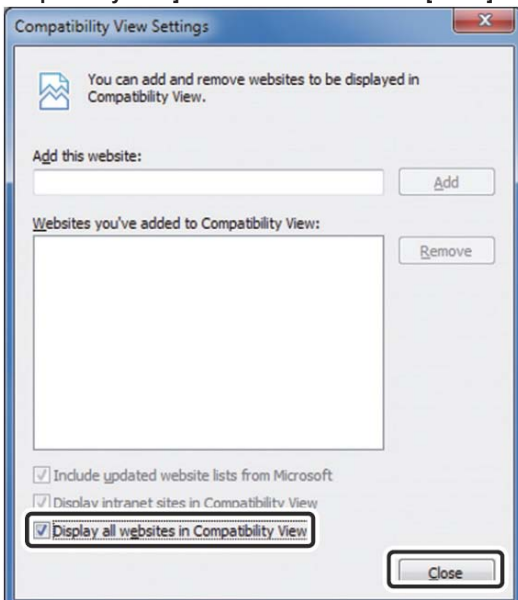 Compatibility View Settings
You can add and remove websites to be displayed in
Compatibility View.
Add this website:
Add
Websites you've added to Compatibility View:
Remove
Include updated website lists from Microsoft
Display intranet sites in Compatibility View
Display all websites in Compatibility View
Close